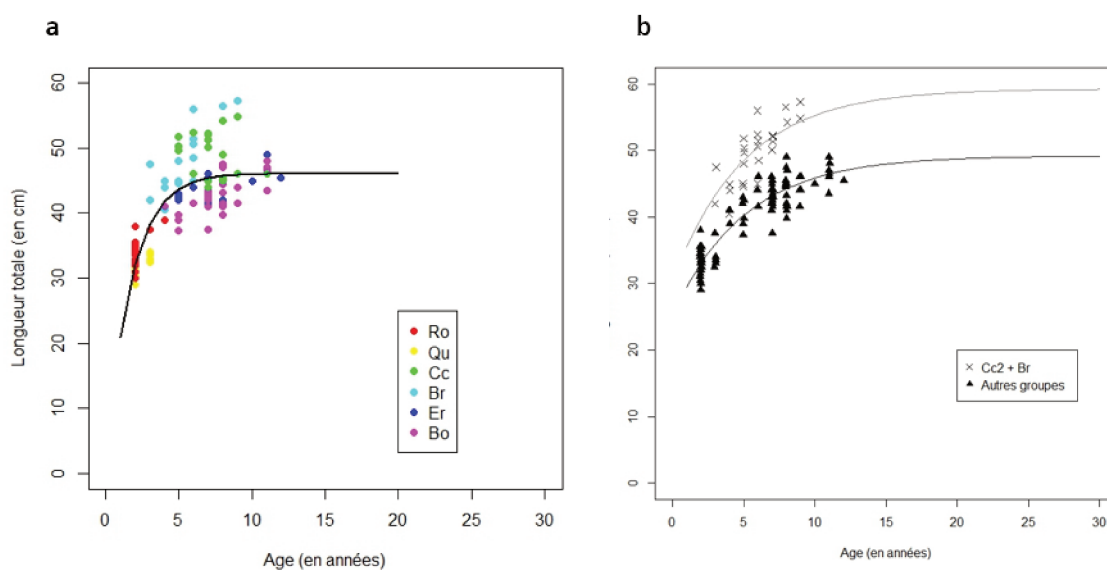 a
Longueur totale (en cm)
60
50
40
30
20
10
0
0 5 10 15 20 25 30
Age (en années)
Ro
Qu
Cc
Br
Er
Bo
b
60
50
40
30
20
10
0
0 5 10 15 20 25 30
Age (en années)
Cc2 + Br
Autres groupes